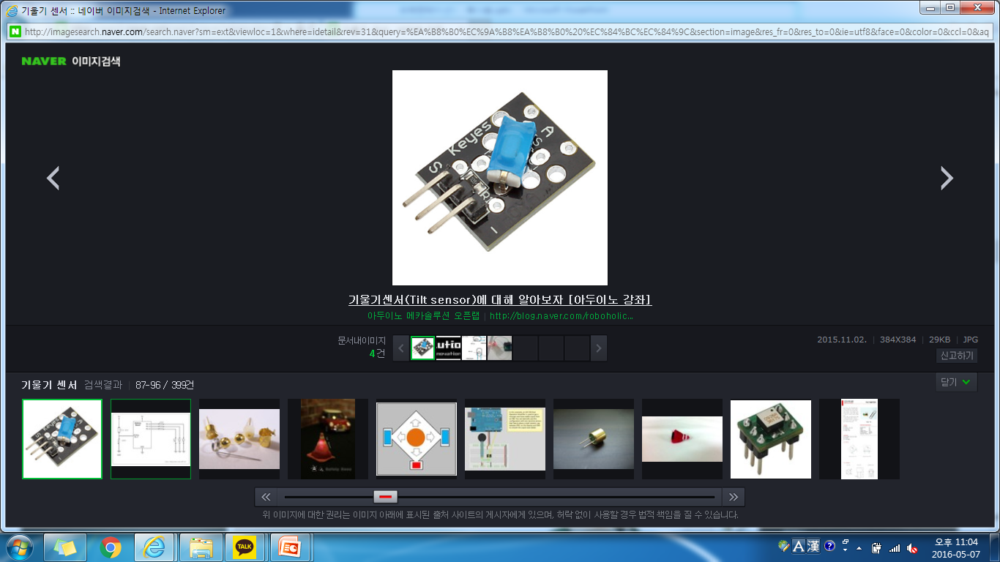 기울기 센서 :: 네이버 이미지검색 - Internet Explorer
http://imagesearch.naver.com/search.naver?sm=ext&viewloc=1&where=idetail&rev=31&query=%EA%B8%B0%EC%9A%B8%EA%B8%B0%20%EC%84%BC%EC%84%9C&section=image&res_fr=0&res_to=0&ie=utf8&face=0&color=0&ccl=0&aq
NAVER 이미지검색
Keyes
A
S
S
기울기센서(Tilt sensor)에 대해 알아보자 [아두이노 강좌]
아두이노 메카솔루션 오픈랩 | http://blog.naver.com/roboholic...
문서내이미지
4건
2015.11.02. | 384X384 | 29KB | JPG
신고하기
기울기 센서 검색결과 | 87-96 / 399건
닫기
위 이미지에 대한 권리는 이미지 아래에 표시된 출처 사이트의 게시자에게 있으며, 허락 없이 사용할 경우 법적 책임을 질 수 있습니다.
TALK
A 漢
오후 11:04
2016-05-07